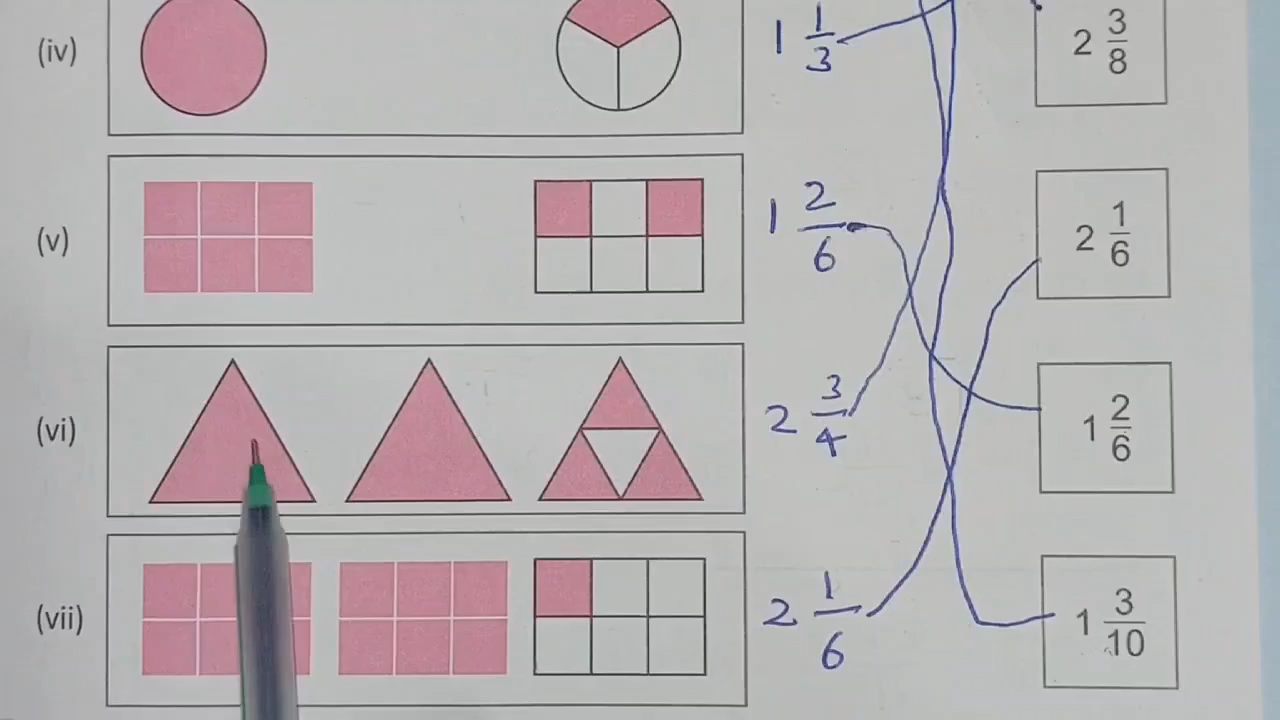 (iv) 1 1/3 2 3/8
(v) 1 2/6 2 1/6
(vi) 2 3/4 1 2/6
(vii) 2 1/6 1 3/10